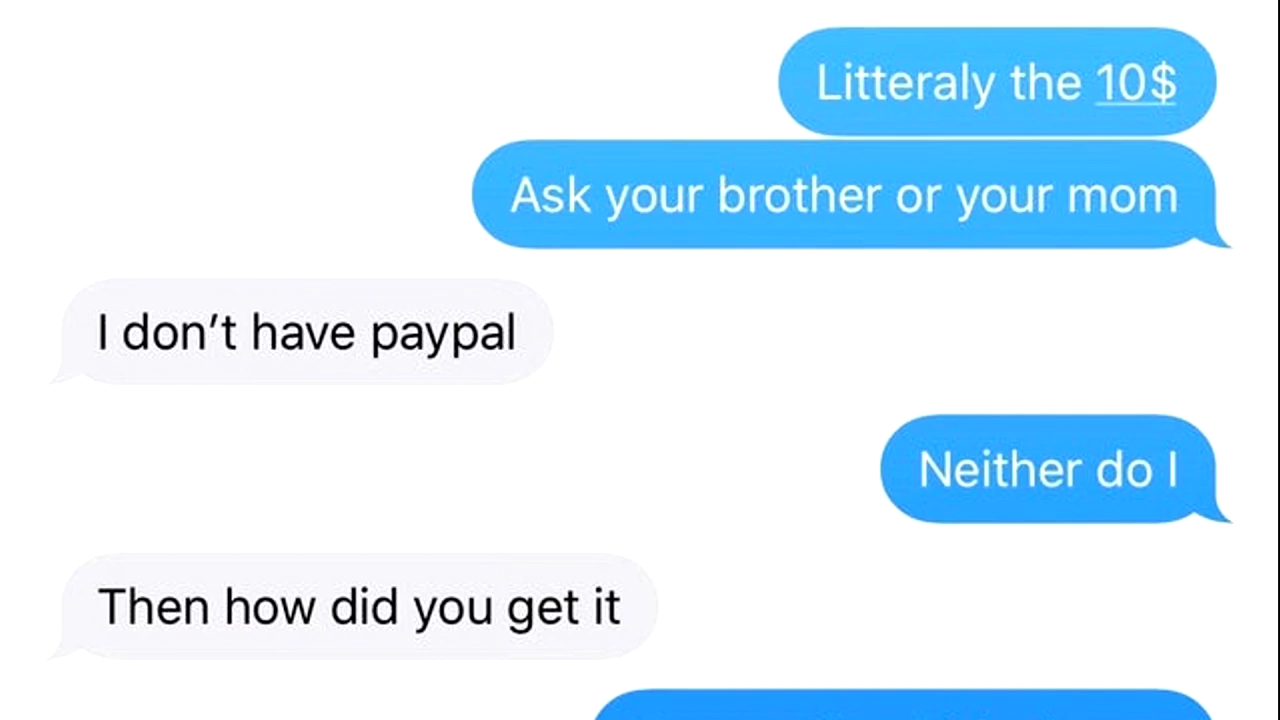 Litteraly the 10$
Ask your brother or your mom
I don’t have paypal
Neither do I
Then how did you get it